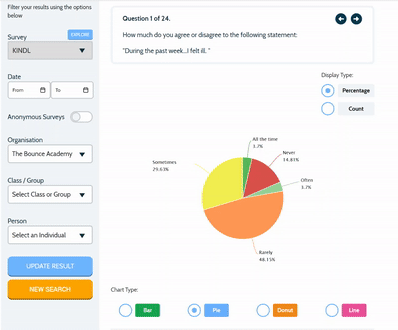 Filter your results using the options
below
Survey
EXPLORE
KINDL
Date
From
To
Anonymous Surveys
Organisation
The Bounce Academy
Class / Group
Select Class or Group
Person
Select an Individual
UPDATE RESULT
NEW SEARCH
Question 1 of 24.
How much do you agree or disagree to the following statement:
"During the past week...I felt ill. "
Display Type:
Percentage
Count
All the time
3.7%
Never
14.81%
Often
3.7%
Rarely
48.15%
Sometimes
29.63%
Chart Type:
Bar
Pie
Donut
Line